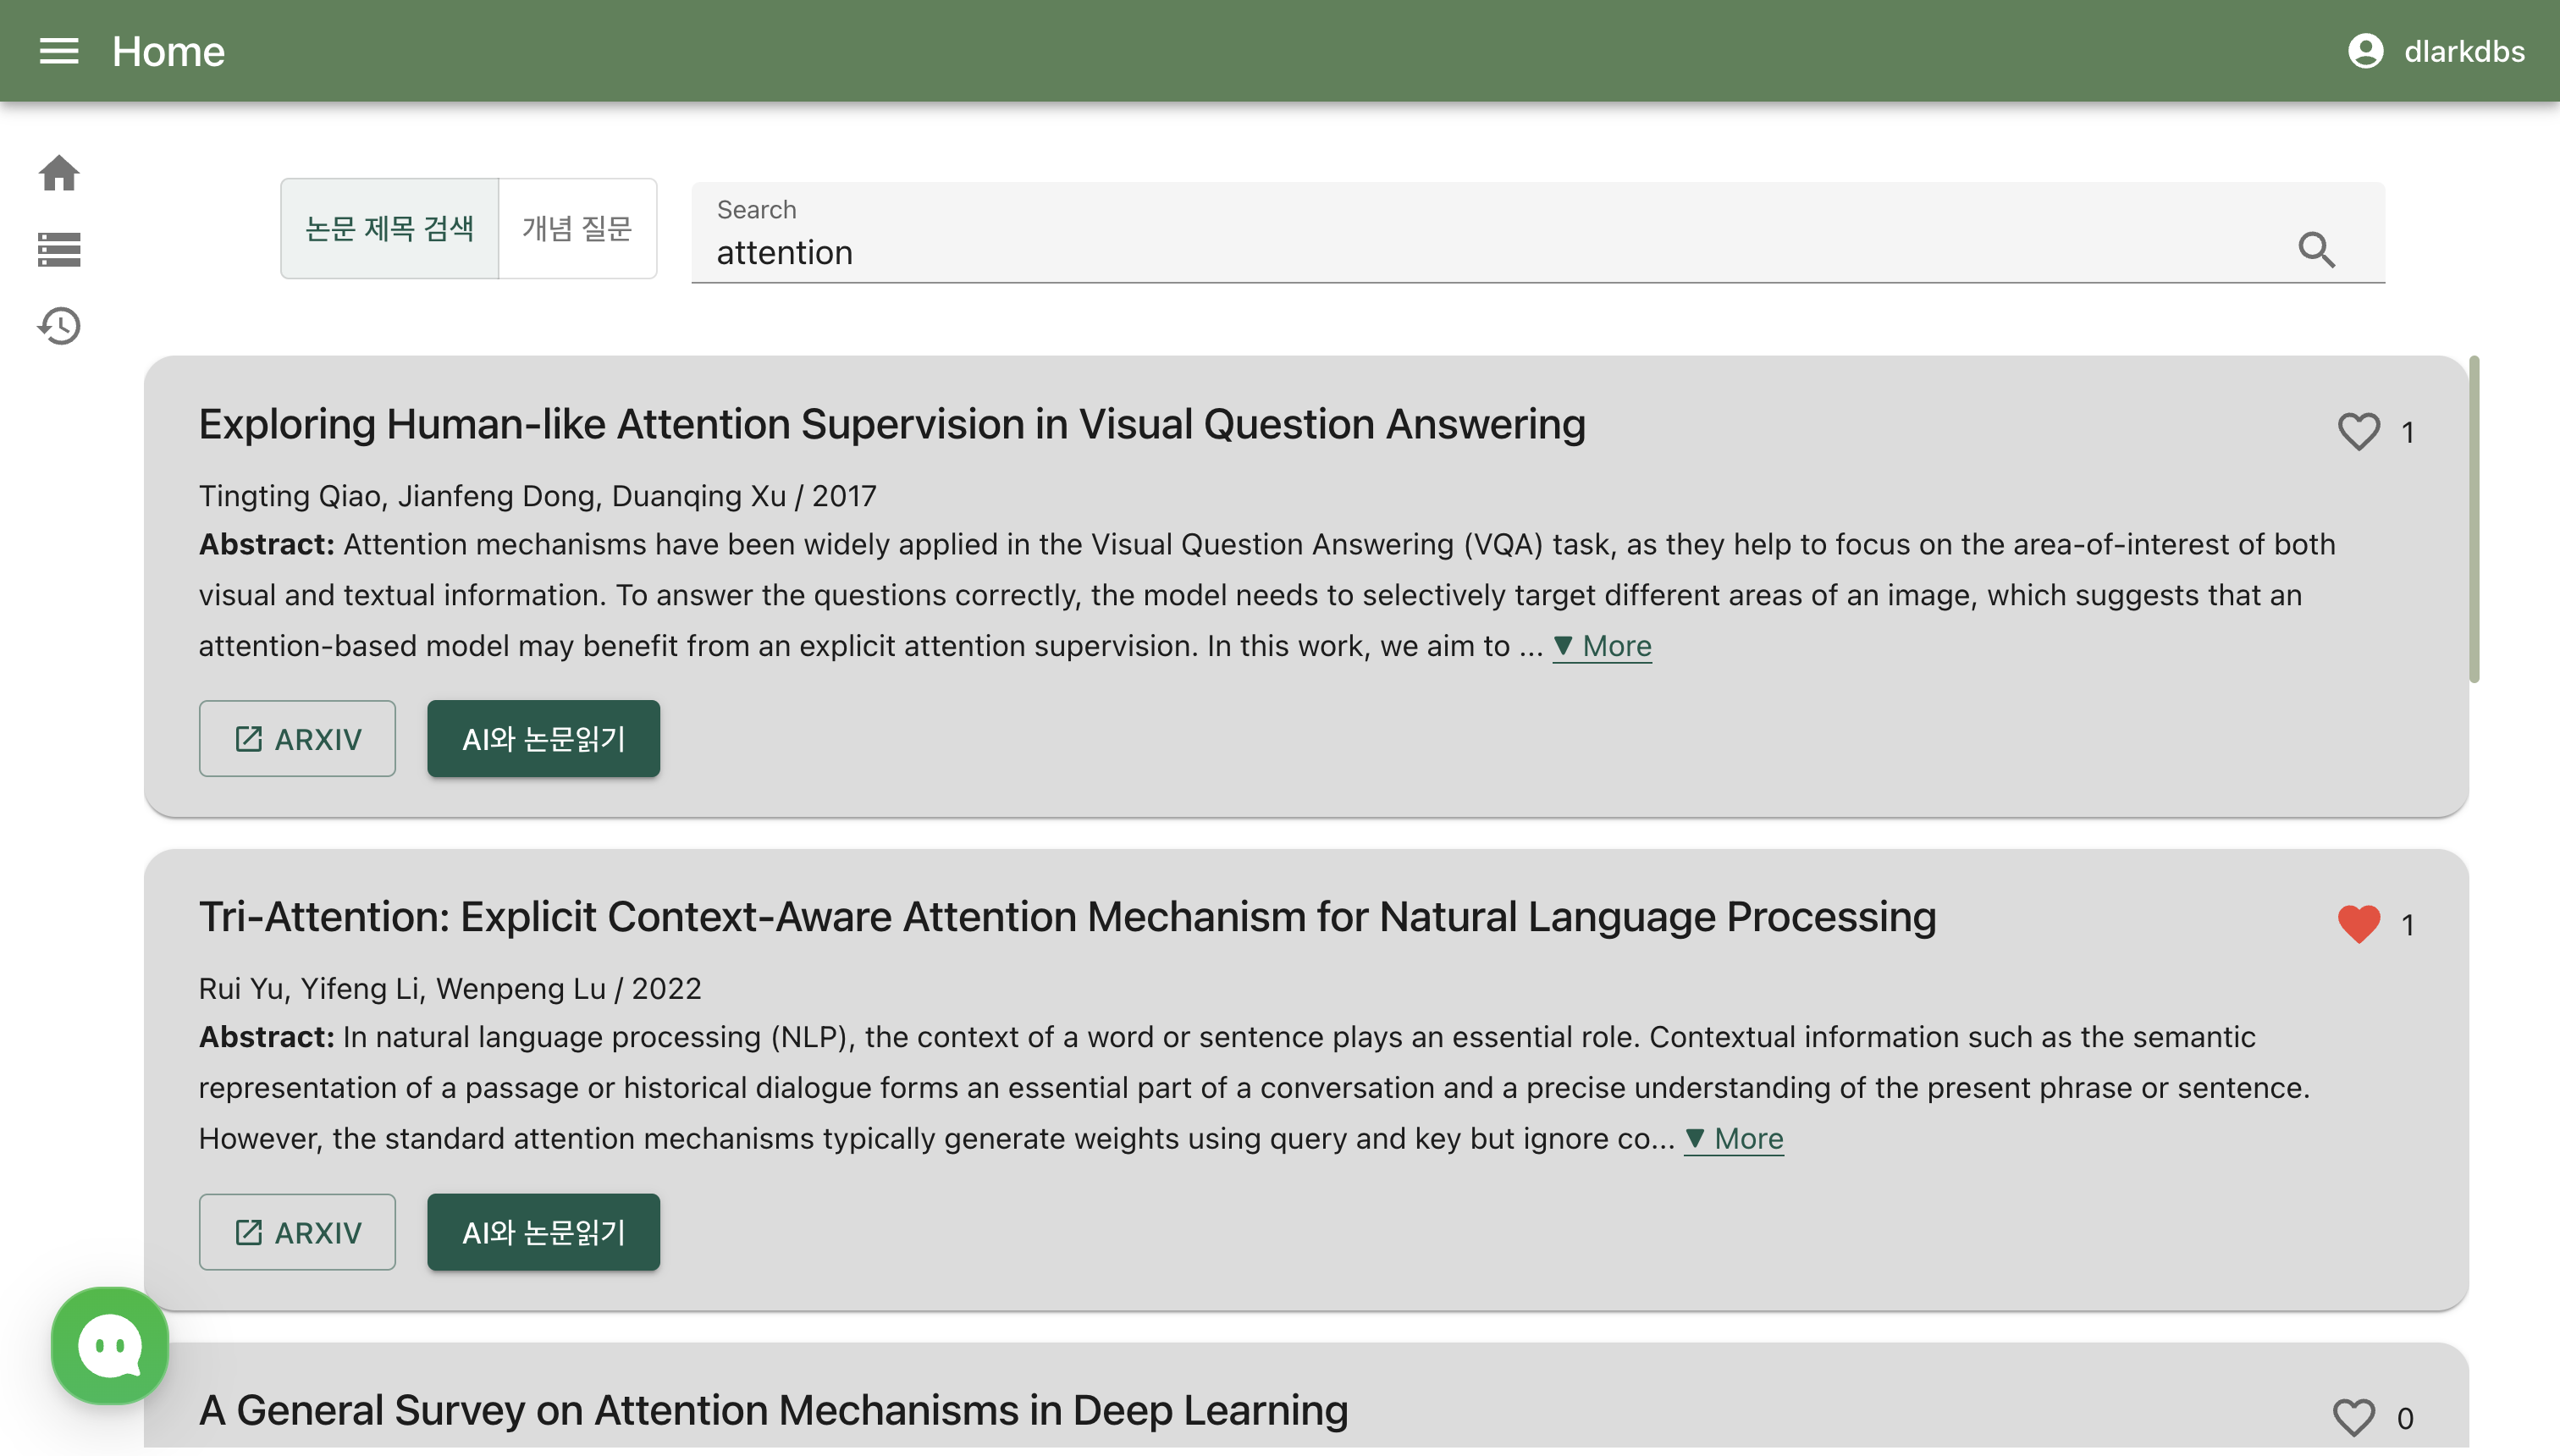 Home
dlarkdbs
논문 제목 검색
개념 질문
Search
attention
Exploring Human-like Attention Supervision in Visual Question Answering
1
Tingting Qiao, Jianfeng Dong, Duanqing Xu / 2017
Abstract: Attention mechanisms have been widely applied in the Visual Question Answering (VQA) task, as they help to focus on the area-of-interest of both
visual and textual information. To answer the questions correctly, the model needs to selectively target different areas of an image, which suggests that an
attention-based model may benefit from an explicit attention supervision. In this work, we aim to ... ▼ More
ARXIV
AI와 논문읽기
Tri-Attention: Explicit Context-Aware Attention Mechanism for Natural Language Processing
1
Rui Yu, Yifeng Li, Wenpeng Lu / 2022
Abstract: In natural language processing (NLP), the context of a word or sentence plays an essential role. Contextual information such as the semantic
representation of a passage or historical dialogue forms an essential part of a conversation and a precise understanding of the present phrase or sentence.
However, the standard attention mechanisms typically generate weights using query and key but ignore co... ▼ More
ARXIV
AI와 논문읽기
A General Survey on Attention Mechanisms in Deep Learning
0